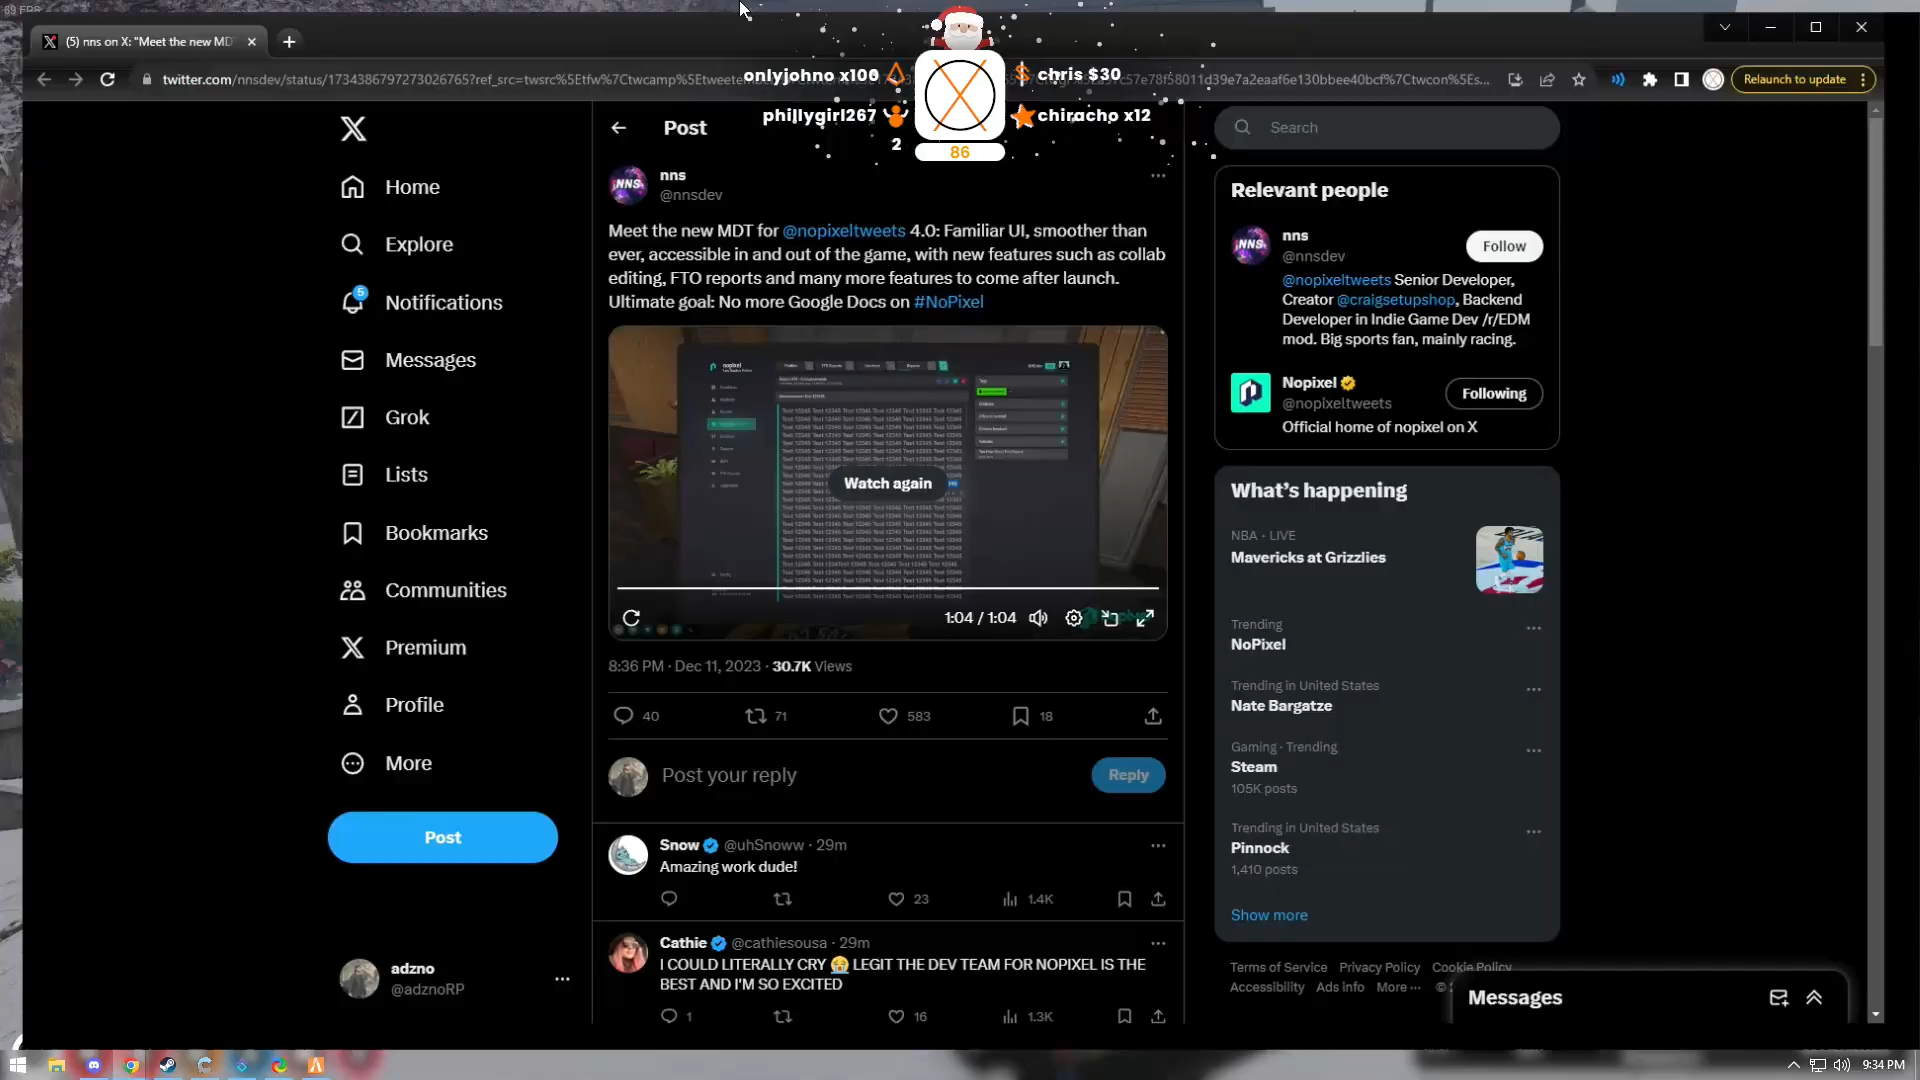 69 FPS
(5) nns on X: "Meet the new MD
twitter.com/nnsdev/status/1734386797273026765?ref_src=twsrc%5Etfw%7Ctwcamp%5Etweete
Relaunch to update
onlyjohno x100
chris $30
phillygirl267
2
chiracho x12
86
Home
Explore
5
Notifications
Messages
Grok
Lists
Bookmarks
Communities
Premium
Profile
More
Post
adzno
@adznoRP
Post
nns
@nnsdev
Meet the new MDT for @nopixeltweets 4.0: Familiar UI, smoother than
ever, accessible in and out of the game, with new features such as collab
editing, FTO reports and many more features to come after launch.
Ultimate goal: No more Google Docs on #NoPixel
nopixel
Watch again
1:04 / 1:04
8:36 PM · Dec 11, 2023 · 30.7K Views
40
71
583
18
Post your reply
Reply
Snow @uhSnoww · 29m
Amazing work dude!
23
1.4K
Cathie @cathiesousa · 29m
I COULD LITERALLY CRY 😭 LEGIT THE DEV TEAM FOR NOPIXEL IS THE
BEST AND I'M SO EXCITED
1
16
1.3K
Search
Relevant people
nns
@nnsdev
Follow
@nopixeltweets Senior Developer,
Creator @craigsetupshop, Backend
Developer in Indie Game Dev /r/EDM
mod. Big sports fan, mainly racing.
Nopixel
@nopixeltweets
Following
Official home of nopixel on X
What's happening
NBA · LIVE
Mavericks at Grizzlies
Trending
NoPixel
Trending in United States
Nate Bargatze
Gaming · Trending
Steam
105K posts
Trending in United States
Pinnock
1,410 posts
Show more
Terms of Service Privacy Policy Cookie Policy
Accessibility Ads info More ··· ©
Messages
9:34 PM